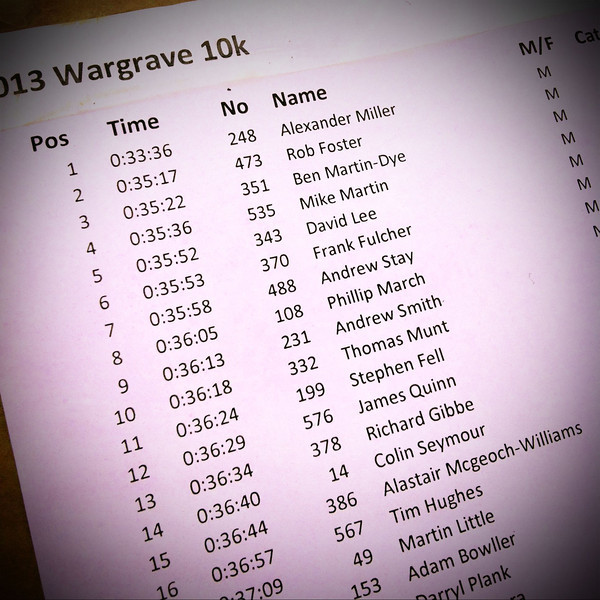 013 Wargrave 10k
Pos Time No Name M/F Cat
1 0:33:36 248 Alexander Miller M
2 0:35:17 473 Rob Foster M
3 0:35:22 351 Ben Martin-Dye M
4 0:35:36 535 Mike Martin M
5 0:35:52 343 David Lee M
6 0:35:53 370 Frank Fulcher M
7 0:35:58 488 Andrew Stay M
8 0:36:05 108 Phillip March M
9 0:36:13 231 Andrew Smith
10 0:36:18 332 Thomas Munt
11 0:36:24 199 Stephen Fell
12 0:36:29 576 James Quinn
13 0:36:34 378 Richard Gibbe
14 0:36:40 14 Colin Seymour
15 0:36:44 386 Alastair Mcgeoch-Williams
16 0:36:57 567 Tim Hughes
0:37:09 49 Martin Little
153 Adam Bowller
Darryl Plank